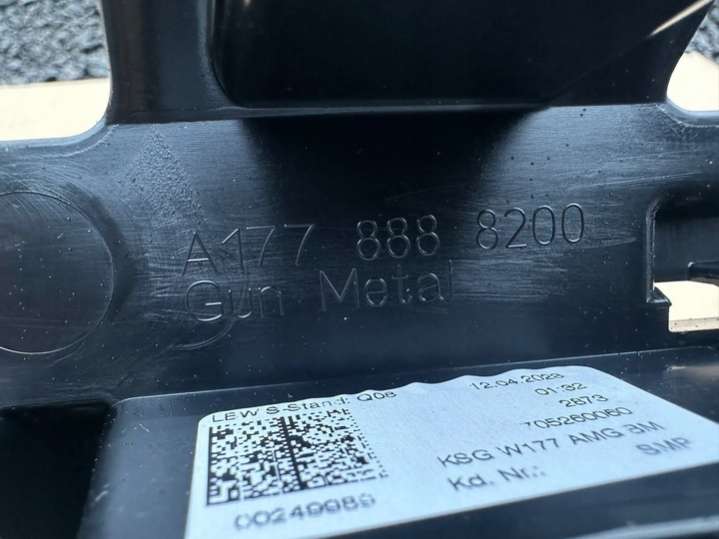 A177 888 8200
Gun Metal
LEW S-Stand: Q08 12.04.2023
01:32
2873
705260060
KSG W177 AMG BM
Kd. Nr.: SMP
00249989